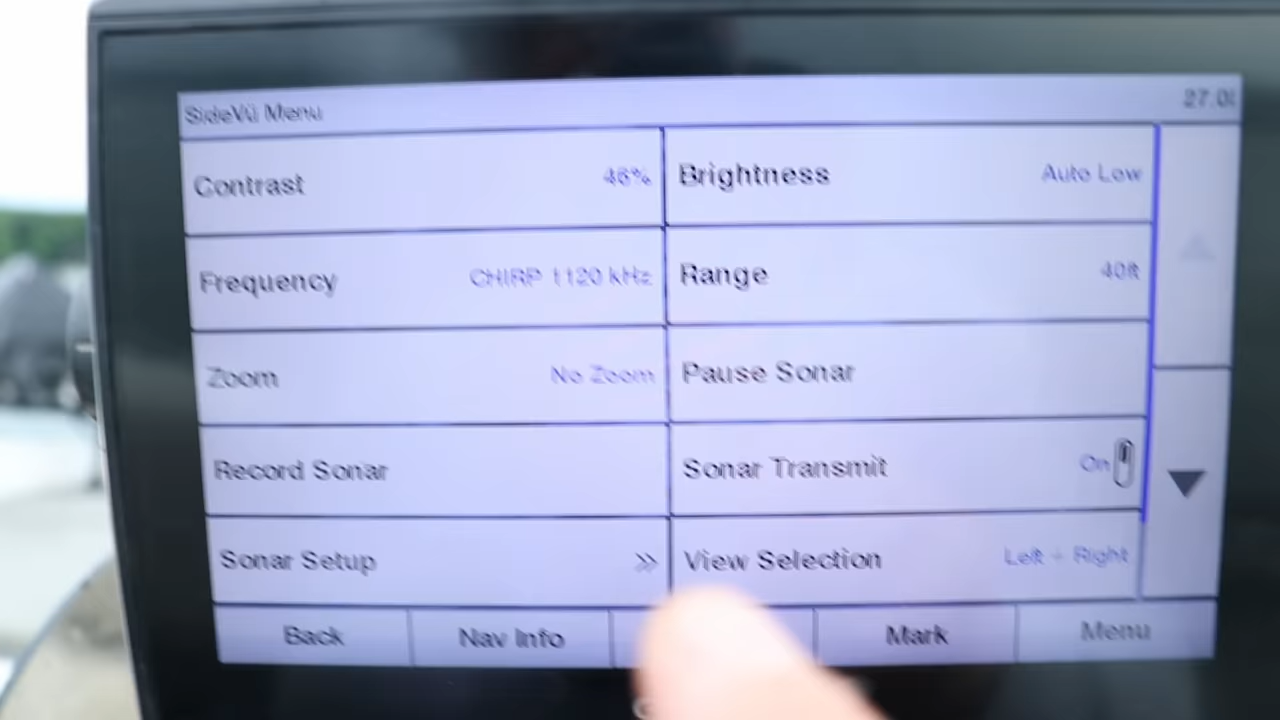 SideVü Menu 27.0
Contrast 46% Brightness Auto Low
Frequency CHIRP 1120 kHz Range 40ft
Zoom No Zoom Pause Sonar
Record Sonar Sonar Transmit On
Sonar Setup » View Selection Left + Right
Back Nav Info Mark Menu